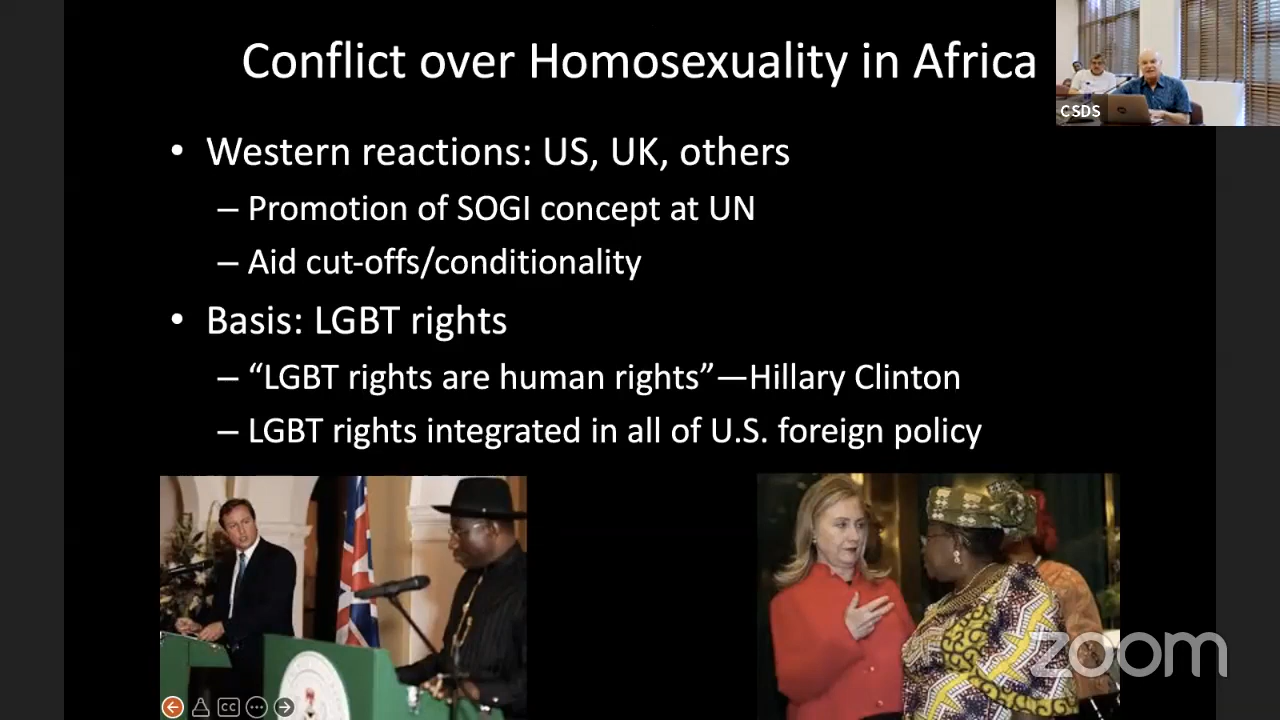 Conflict over Homosexuality in Africa
CSDS
• Western reactions: US, UK, others
– Promotion of SOGI concept at UN
– Aid cut-offs/conditionality
• Basis: LGBT rights
– “LGBT rights are human rights”—Hillary Clinton
– LGBT rights integrated in all of U.S. foreign policy
zoom
CC